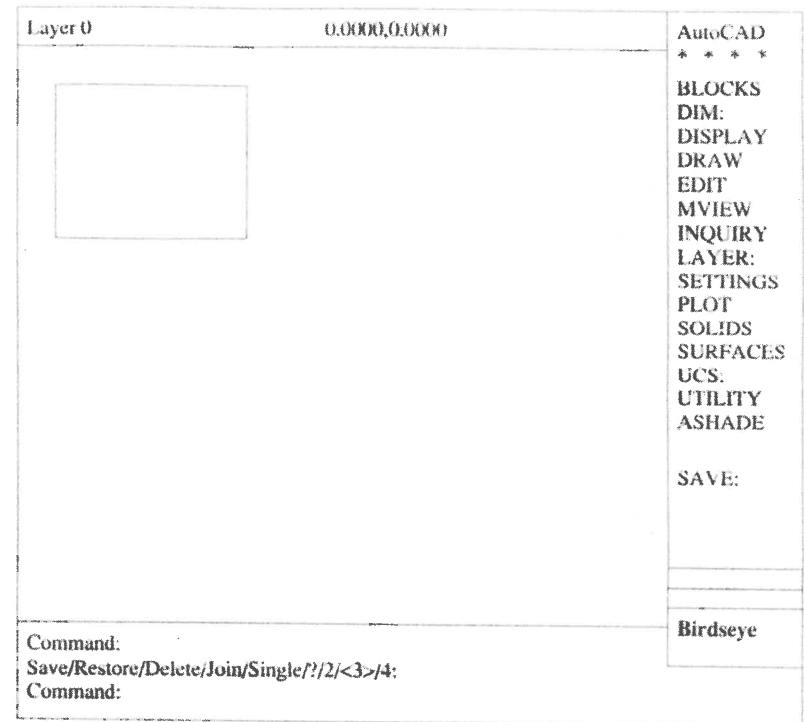 Layer 0 0.0000,0.0000
AutoCAD
* * * *
BLOCKS
DIM:
DISPLAY
DRAW
EDIT
MVIEW
INQUIRY
LAYER:
SETTINGS
PLOT
SOLIDS
SURFACES
UCS:
UTILITY
ASHADE
SAVE:
Birdseye
Command:
Save/Restore/Delete/Join/Single/?/2/<3>/4:
Command: